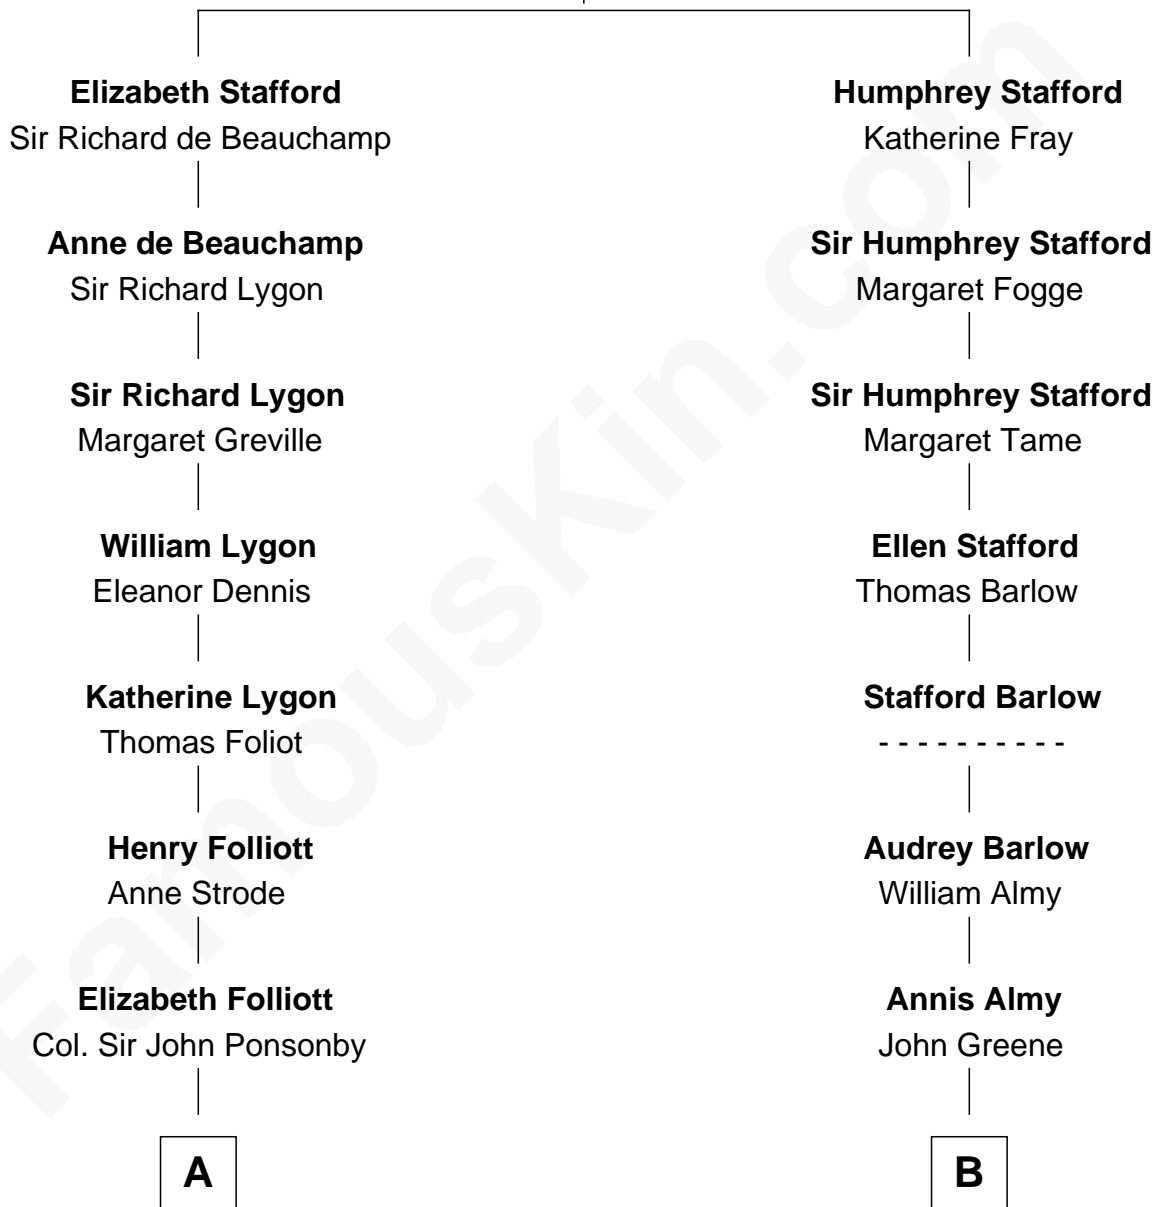 Elizabeth Stafford
Sir Richard de Beauchamp
Anne de Beauchamp
Sir Richard Lygon
Sir Richard Lygon
Margaret Greville
William Lygon
Eleanor Dennis
Katherine Lygon
Thomas Foliot
Henry Folliott
Anne Strode
Elizabeth Folliott
Col. Sir John Ponsonby
A
Humphrey Stafford
Katherine Fray
Sir Humphrey Stafford
Margaret Fogge
Sir Humphrey Stafford
Margaret Tame
Ellen Stafford
Thomas Barlow
Stafford Barlow
- - - - - - - - - -
Audrey Barlow
William Almy
Annis Almy
John Greene
B
FamousKin.com